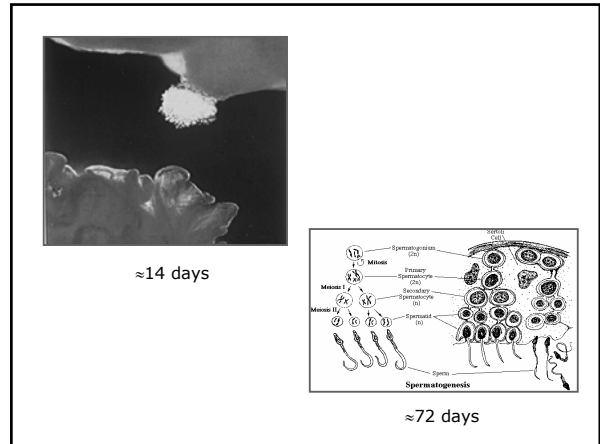 ≈14 days
Sertoli
Cell
Spermatogonium
(2n)
Mitosis
Primary
Spermatocyte
(2n)
Meiosis I
Secondary
Spermatocyte
(n)
Meiosis II
Spermatid
(n)
Sperm
Spermatogenesis
≈72 days